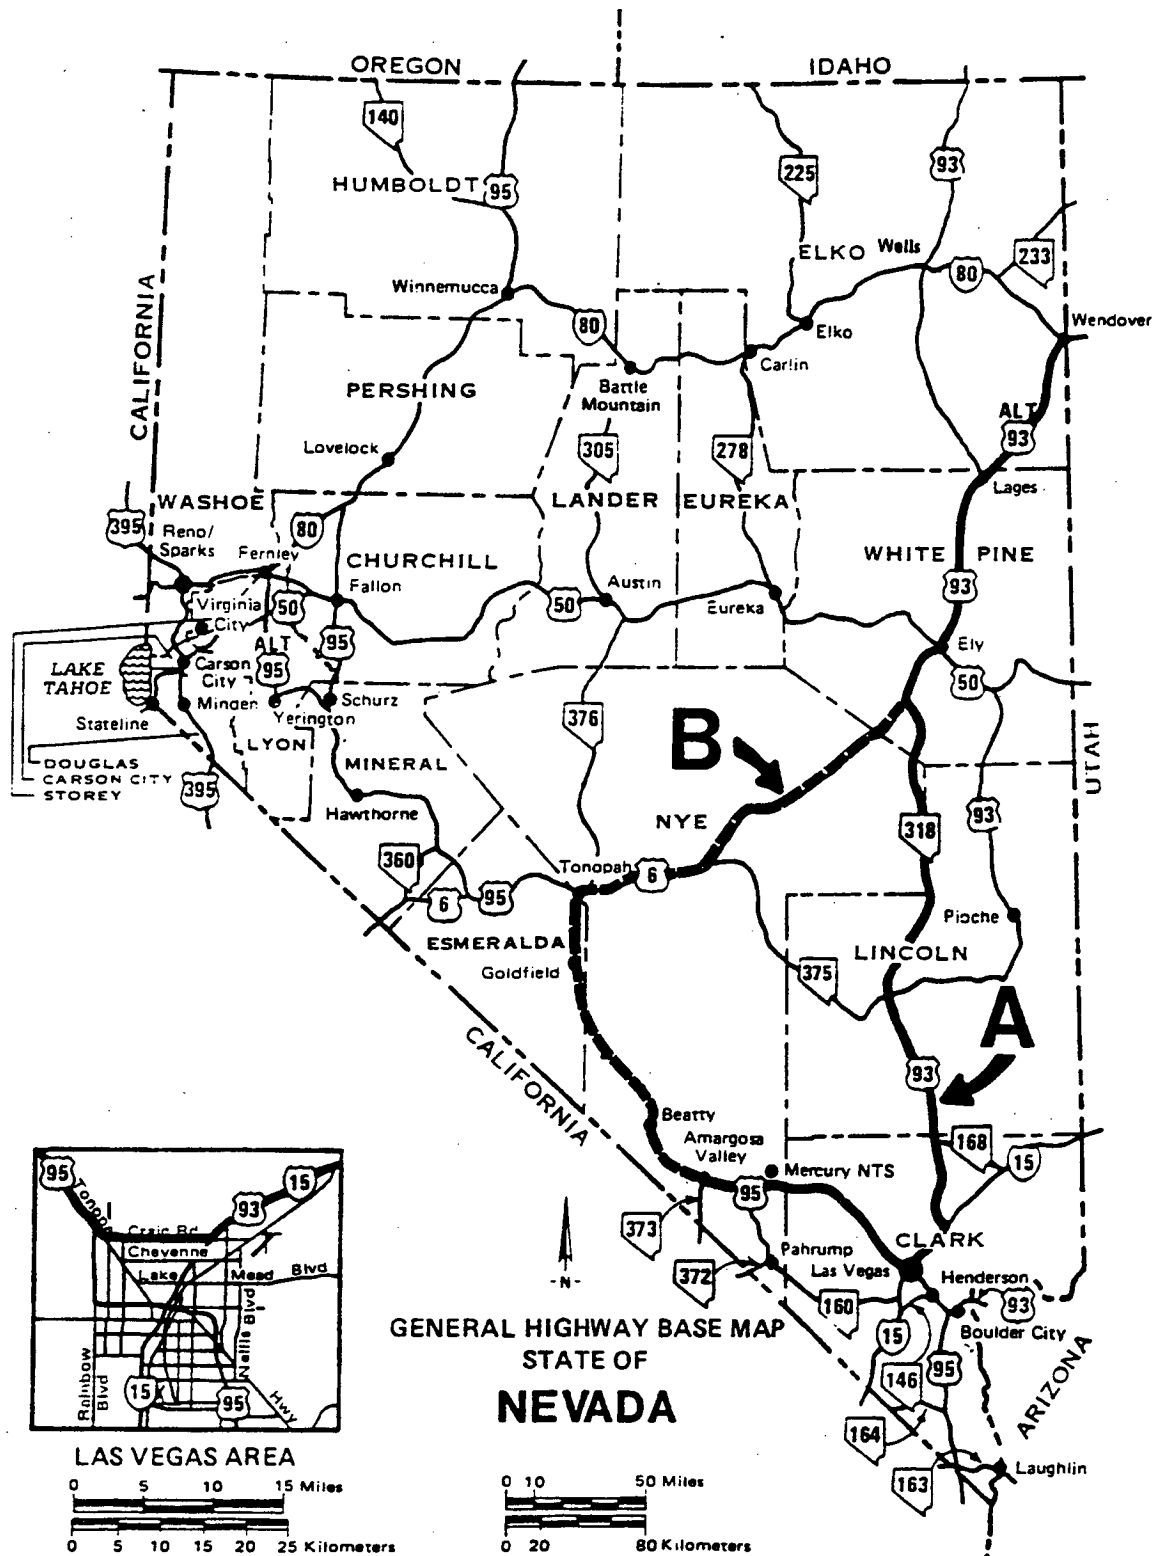 OREGON
IDAHO
140
HUMBOLDT
95
225
93
CALIFORNIA
ELKO
Wells
233
80
Winnemucca
80
Elko
Wendover
Carlin
PERSHING
Battle
Mountain
ALT
93
Lovelock
305
278
Lages
WASHOE
LANDER
EUREKA
395
Reno/
Sparks
80
Fernley
CHURCHILL
WHITE PINE
93
Fallon
Austin
Virginia
City
50
50
Eureka
ALT
95
95
Ely
LAKE
TAHOE
Carson
City
50
Minden
Schurz
Yerington
Stateline
376
B
UTAH
LYON
DOUGLAS
CARSON CITY
STOREY
MINERAL
395
Hawthorne
NYE
318
93
360
Tonopah
6
6
95
Pioche
ESMERALDA
LINCOLN
Goldfield
375
A
CALIFORNIA
93
Beatty
Amargosa
Valley
168
15
Mercury NTS
95
373
CLARK
Pahrump
Las Vegas
372
Henderson
160
93
15
Boulder City
95
146
ARIZONA
164
163
Laughlin
95
Tonopa
15
93
Craig Rd
Cheyenne
Lake Mead Blvd
Nellis Blvd
Rainbow
Blvd
15
95
Hwy
LAS VEGAS AREA
0 5 10 15 Miles
0 5 10 15 20 25 Kilometers
-N-
GENERAL HIGHWAY BASE MAP
STATE OF
NEVADA
0 10 50 Miles
0 20 80 Kilometers